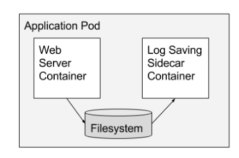 Application Pod
Web
Server
Container
Log Saving
Sidecar
Container
Filesystem